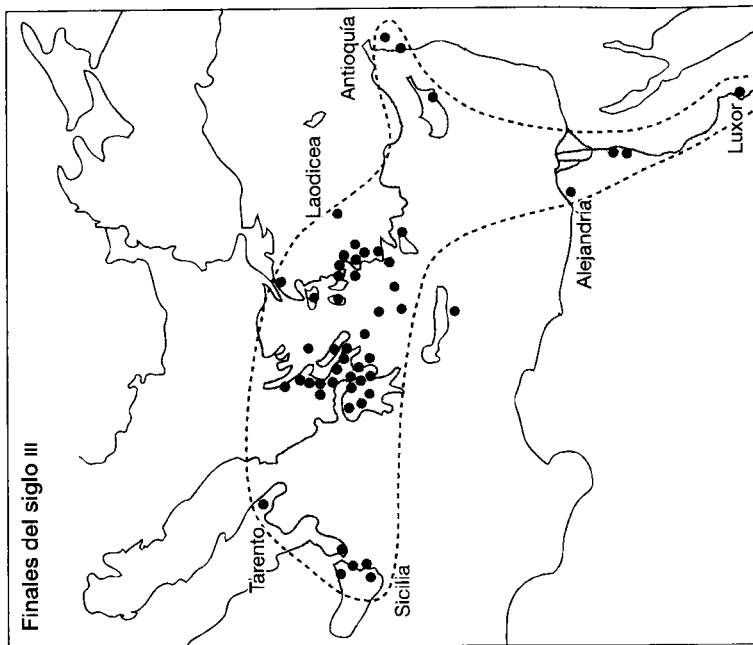 Finales del siglo III
Tarento
Sicilia
Laodicea
Antioquía
Alejandría
Luxor